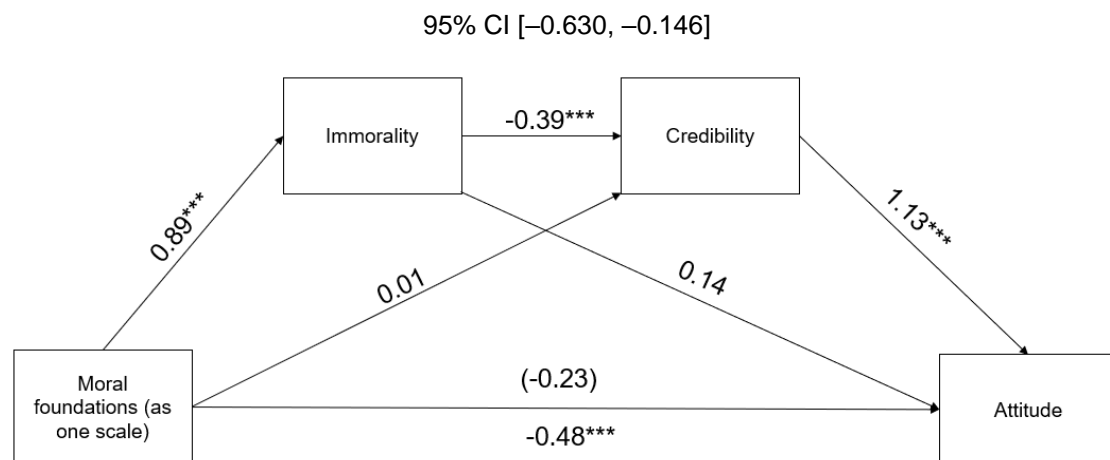 95% CI [–0.630, –0.146]
Immorality
-0.39***
Credibility
0.89***
1.13***
0.01
0.14
Moral
foundations (as
one scale)
(-0.23)
-0.48***
Attitude